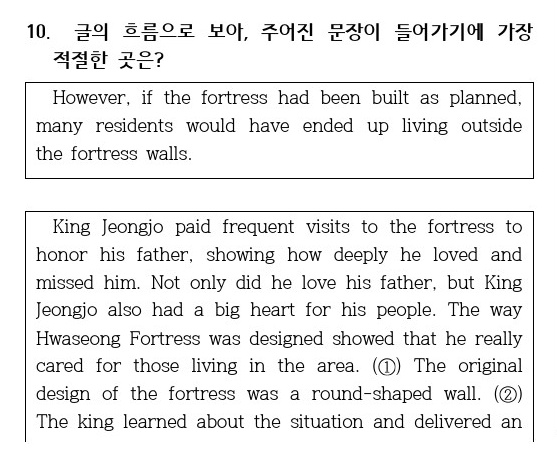 10. 글의 흐름으로 보아, 주어진 문장이 들어가기에 가장
적절한 곳은?
However, if the fortress had been built as planned,
many residents would have ended up living outside
the fortress walls.
King Jeongjo paid frequent visits to the fortress to
honor his father, showing how deeply he loved and
missed him. Not only did he love his father, but King
Jeongjo also had a big heart for his people. The way
Hwaseong Fortress was designed showed that he really
cared for those living in the area. (①) The original
design of the fortress was a round-shaped wall. (②)
The king learned about the situation and delivered an